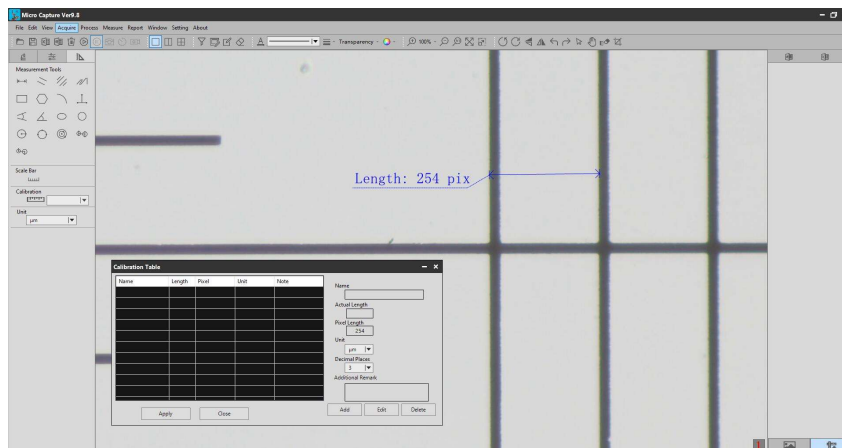 Micro Capture Ver9.8
File Edit View Acquire Process Measure Report Window Setting About
A Transparency 100%
Measurement Tools
Scale Bar
Calibration
Unit
μm
Length: 254 pix
Calibration Table
Name Length Pixel Unit Note
Name
Actual Length
Pixel Length
254
Unit
μm
Decimal Places
3
Additional Remark
Apply Close Add Edit Delete